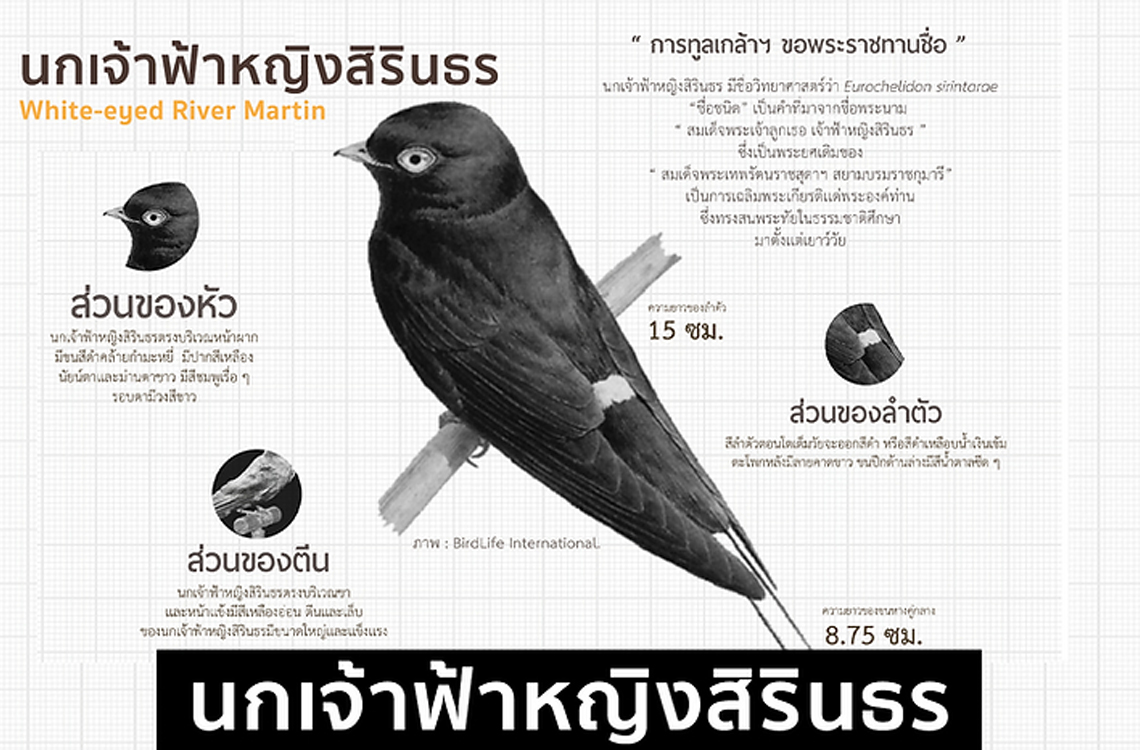 นกเจ้าฟ้าหญิงสิรินธร
White-eyed River Martin
“ การทูลเกล้าฯ ขอพระราชทานชื่อ ”
นกเจ้าฟ้าหญิงสิรินธร มีชื่อวิทยาศาสตร์ว่า Eurochelidon sirintarae
“ชื่อชนิด” เป็นคำที่มาจากชื่อพระนาม
“ สมเด็จพระเจ้าลูกเธอ เจ้าฟ้าหญิงสิรินธร ”
ซึ่งเป็นพระยศเดิมของ
“ สมเด็จพระเทพรัตนราชสุดาฯ สยามบรมราชกุมารี”
เป็นการเฉลิมพระเกียรติแด่พระองค์ท่าน
ซึ่งทรงสนพระทัยในธรรมชาติศึกษา
มาตั้งแต่เยาว์วัย
ส่วนของหัว
นกเจ้าฟ้าหญิงสิรินธรตรงบริเวณหน้าผาก
มีขนสีดำคล้ายกำมะหยี่ มีปากสีเหลือง
นัยน์ตาและม่านตาขาว มีสีชมพูเรื่อ ๆ
รอบตามีวงสีขาว
ความยาวของลำตัว
15 ซม.
ส่วนของลำตัว
สีลำตัวตอนโตเต็มวัยจะออกสีดำ หรือสีดำเหลือบน้ำเงินเข้ม
ตะโพกหลังมีลายคาดขาว ขนปีกด้านล่างมีสีน้ำตาลซีด ๆ
ส่วนของตีน
นกเจ้าฟ้าหญิงสิรินธรตรงบริเวณขา
และหน้าแข้งมีสีเหลืองอ่อน ตีนและเล็บ
ของนกเจ้าฟ้าหญิงสิรินธรมีขนาดใหญ่และแข็งแรง
ภาพ : BirdLife International.
ความยาวของขนหางคู่กลาง
8.75 ซม.
นกเจ้าฟ้าหญิงสิรินธร